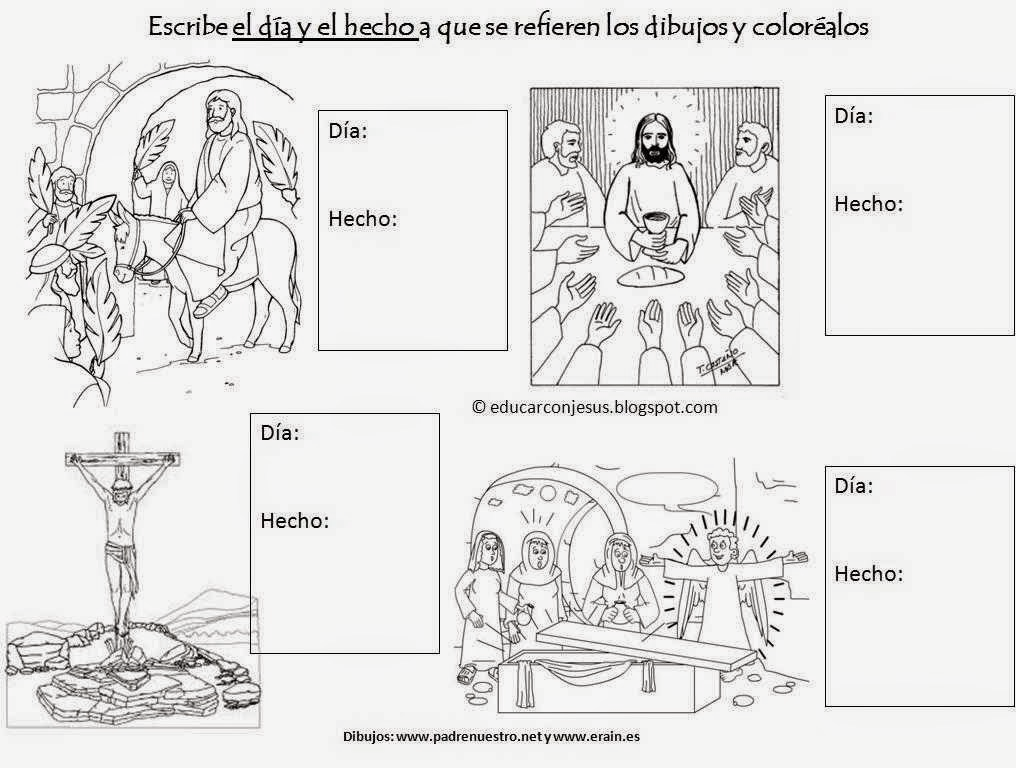 Escribe el día y el hecho a que se refieren los dibujos y coloréalos
Día:
Hecho:
Día:
Hecho:
T. CASTAÑO
© educarconjesus.blogspot.com
Día:
Hecho:
Día:
Hecho:
Dibujos: www.padrenuestro.net y www.erain.es